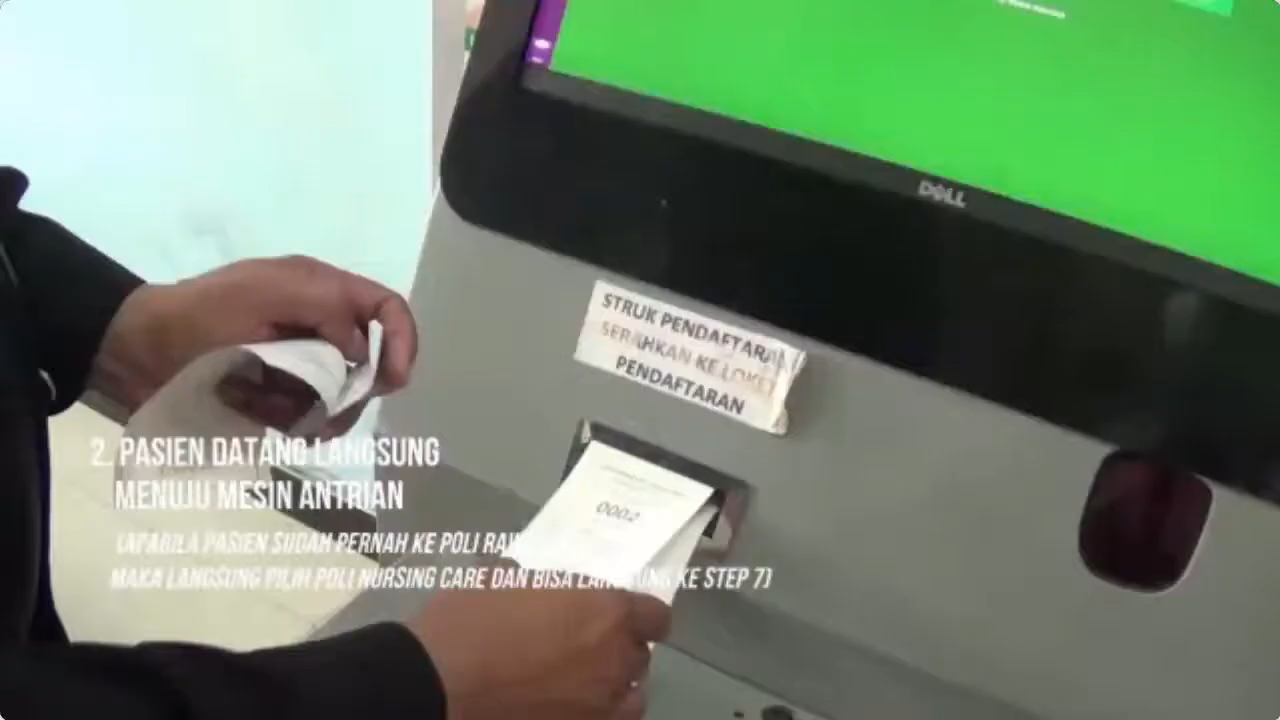 DELL
STRUK PENDAFTARAN
SERAHKAN KE LOKET
PENDAFTARAN
0002
2. PASIEN DATANG LANGSUNG
MENUJU MESIN ANTRIAN
(APABILA PASIEN SUDAH PERNAH KE POLI
MAKA LANGSUNG PILIH POLI NURSING CARE DAN BISA LANGSUNG KE STEP 7)